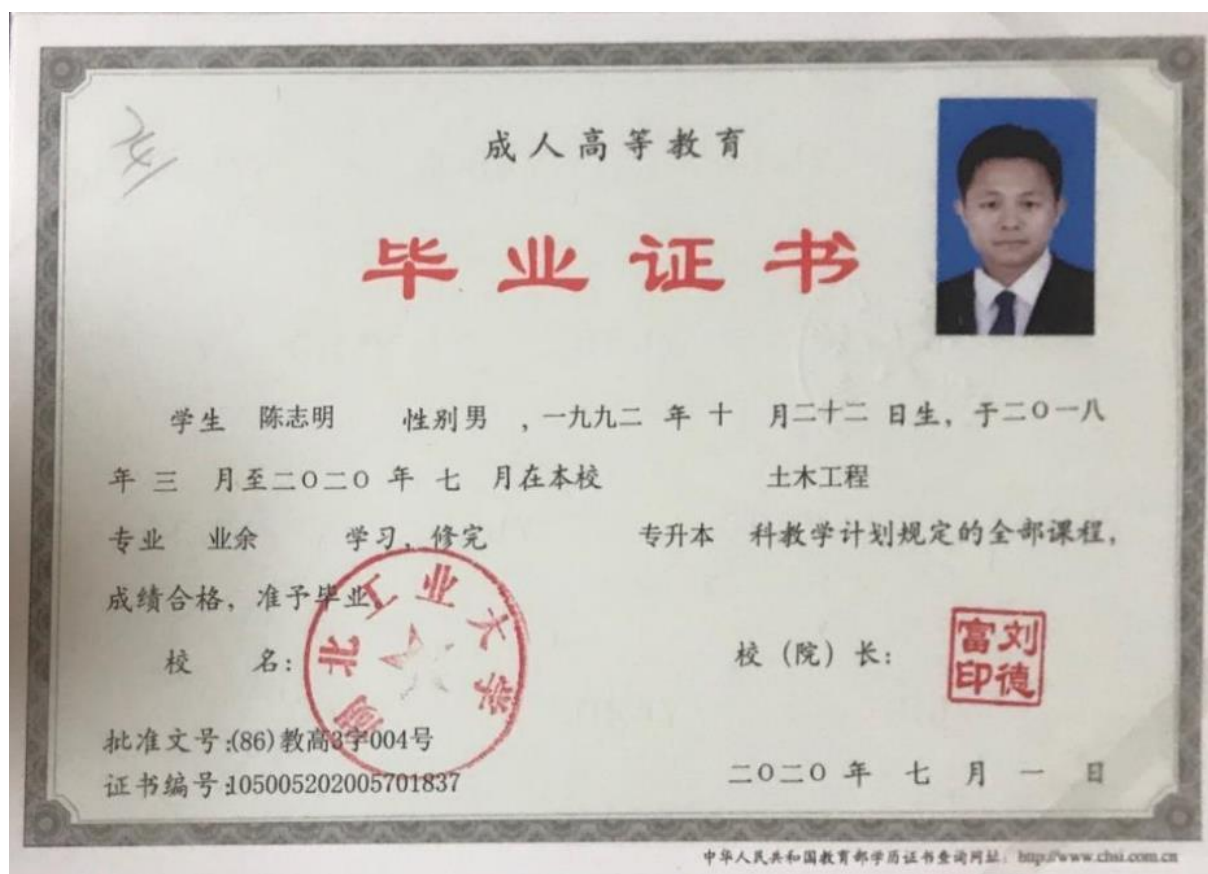 成人高等教育
毕业证书
学生 陈志明 性别男 ，一九九二 年 十 月二十二 日生，于二〇一八
年 三 月至二〇二〇 年 七 月在本校 土木工程
专业 业余 学习，修完 专升本 科教学计划规定的全部课程，
成绩合格，准予毕业。
校 名：
湖北工业大学
校（院）长：
刘德富印
批准文号:(86)教高3字004号
证书编号:105005202005701837
二〇二〇 年 七 月 一 日
中华人民共和国教育部学历证书查询网址：http://www.chsi.com.cn